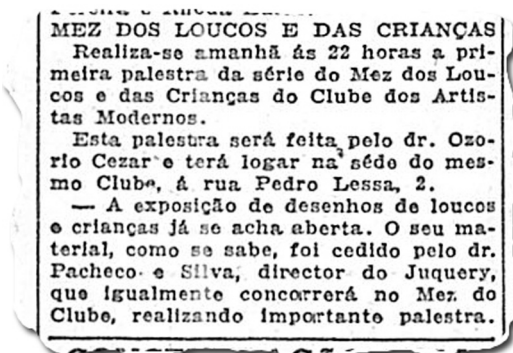 MEZ DOS LOUCOS E DAS CRIANÇAS
Realiza-se amanhã ás 22 horas a pri-
meira palestra da série do Mez dos Lou-
cos e das Crianças do Clube dos Artis-
tas Modernos.
Esta palestra será feita pelo dr. Ozo-
rio Cezar e terá logar na séde do mes-
mo Clube, á rua Pedro Lessa, 2.
— A exposição de desenhos de loucos
e crianças já se acha aberta. O seu ma-
terial, como se sabe, foi cedido pelo dr.
Pacheco e Silva, director do Juquery,
que igualmente concorrerá no Mez do
Clube, realizando importante palestra.